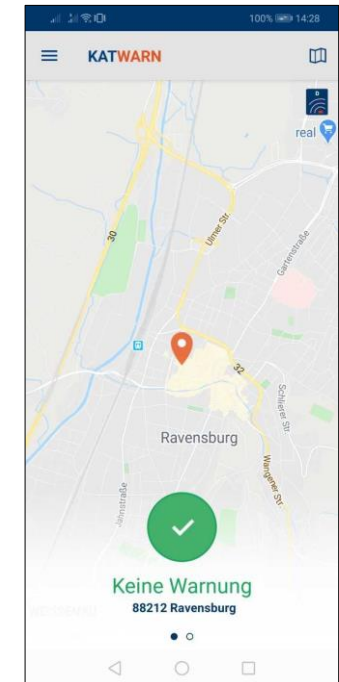 100% 14:28
KATWARN
D
real
30
Ulmer Str.
Gartenstraße
32
Schlierer Str.
Ravensburg
Wangener Str.
Jahnstraße
Keine Warnung
88212 Ravensburg